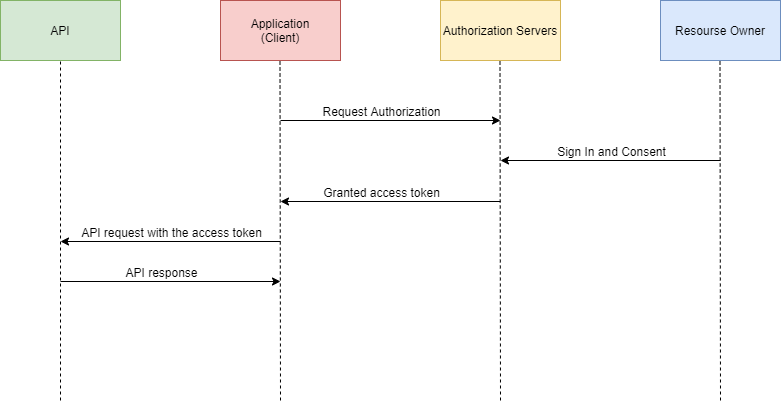 API
Application
(Client)
Authorization Servers
Resourse Owner
Request Authorization
Sign In and Consent
Granted access token
API request with the access token
API response